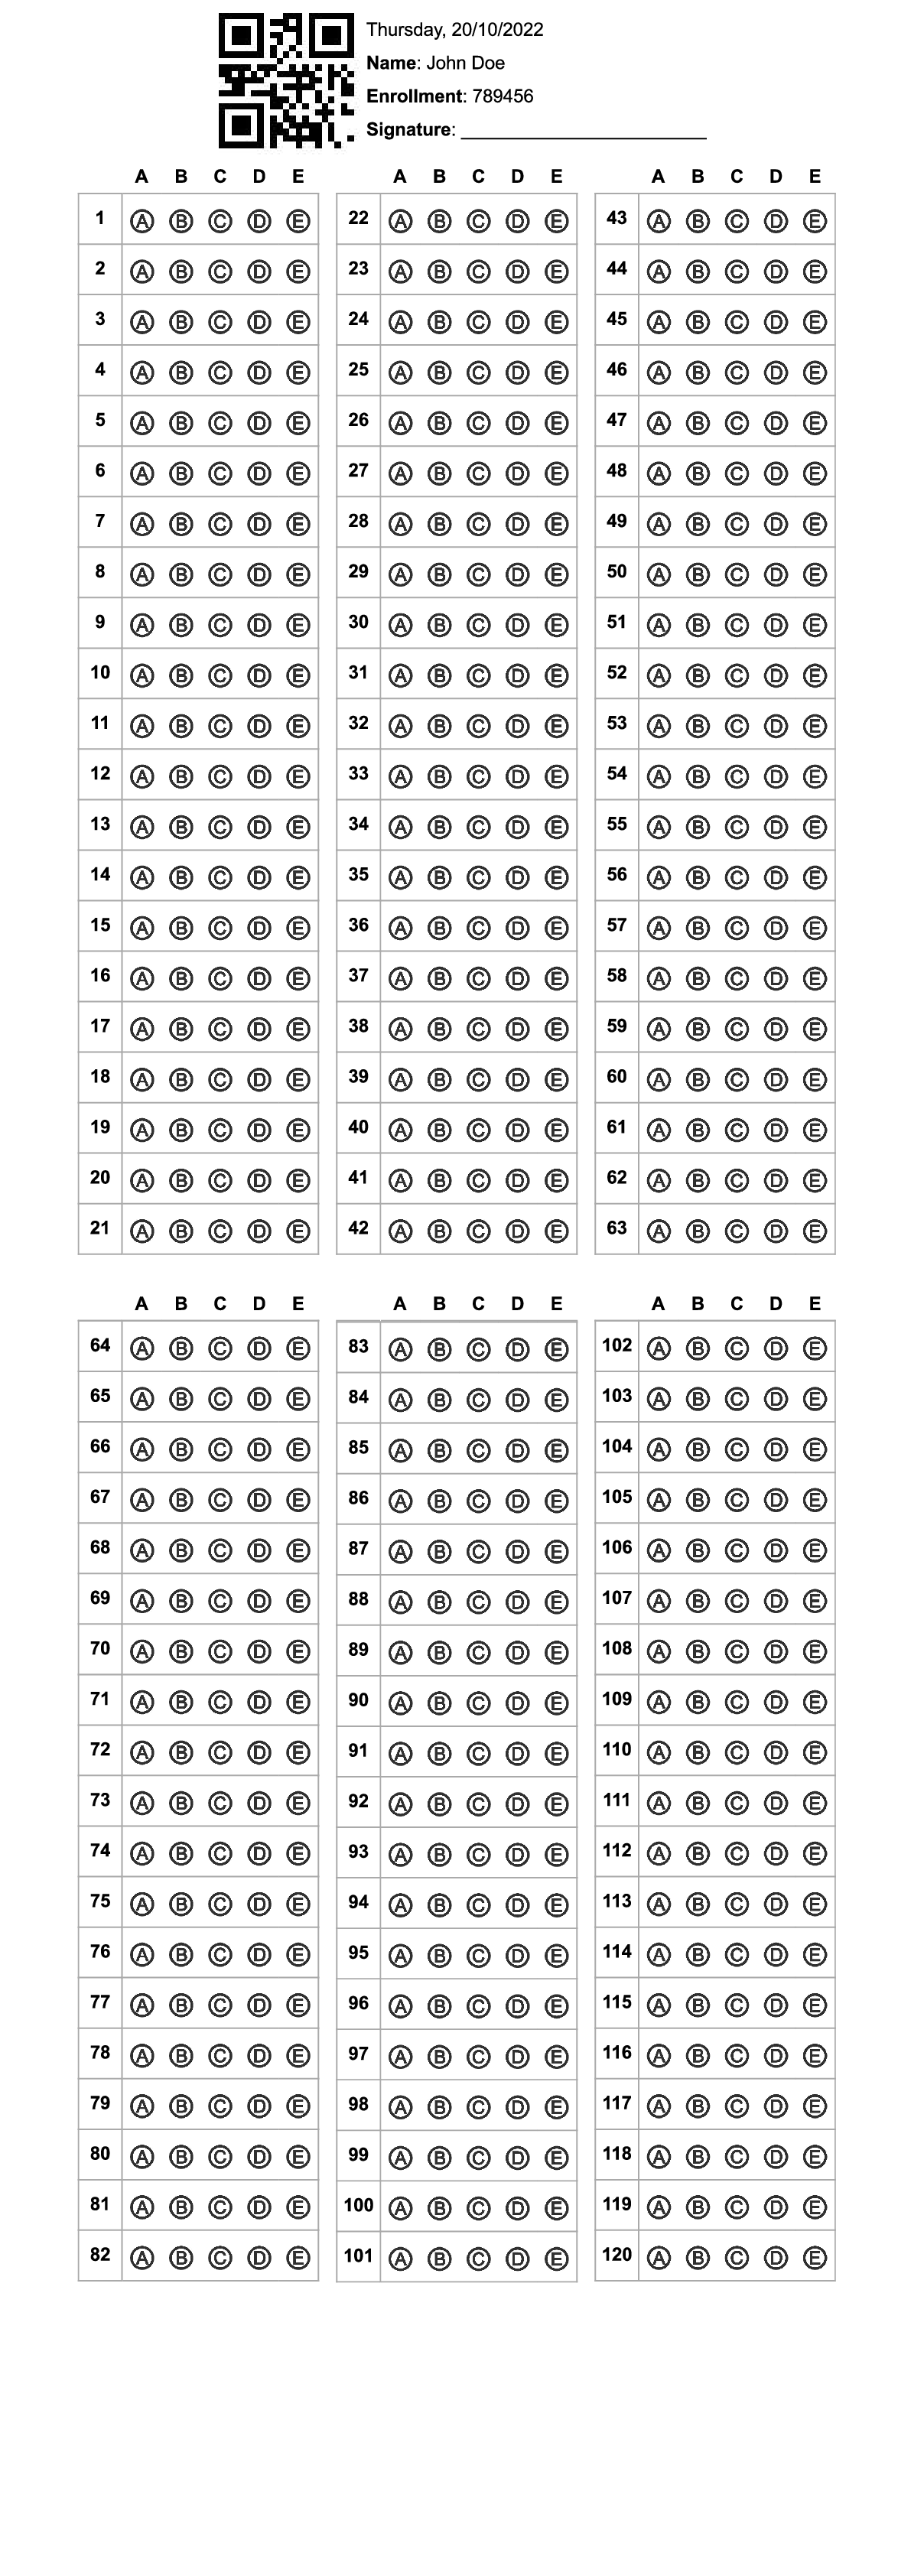 Thursday, 20/10/2022
Name: John Doe
Enrollment: 789456
Signature:
A B C D E A B C D E A B C D E
1 A B C D E 22 A B C D E 43 A B C D E
2 A B C D E 23 A B C D E 44 A B C D E
3 A B C D E 24 A B C D E 45 A B C D E
4 A B C D E 25 A B C D E 46 A B C D E
5 A B C D E 26 A B C D E 47 A B C D E
6 A B C D E 27 A B C D E 48 A B C D E
7 A B C D E 28 A B C D E 49 A B C D E
8 A B C D E 29 A B C D E 50 A B C D E
9 A B C D E 30 A B C D E 51 A B C D E
10 A B C D E 31 A B C D E 52 A B C D E
11 A B C D E 32 A B C D E 53 A B C D E
12 A B C D E 33 A B C D E 54 A B C D E
13 A B C D E 34 A B C D E 55 A B C D E
14 A B C D E 35 A B C D E 56 A B C D E
15 A B C D E 36 A B C D E 57 A B C D E
16 A B C D E 37 A B C D E 58 A B C D E
17 A B C D E 38 A B C D E 59 A B C D E
18 A B C D E 39 A B C D E 60 A B C D E
19 A B C D E 40 A B C D E 61 A B C D E
20 A B C D E 41 A B C D E 62 A B C D E
21 A B C D E 42 A B C D E 63 A B C D E
A B C D E A B C D E A B C D E
64 A B C D E 83 A B C D E 102 A B C D E
65 A B C D E 84 A B C D E 103 A B C D E
66 A B C D E 85 A B C D E 104 A B C D E
67 A B C D E 86 A B C D E 105 A B C D E
68 A B C D E 87 A B C D E 106 A B C D E
69 A B C D E 88 A B C D E 107 A B C D E
70 A B C D E 89 A B C D E 108 A B C D E
71 A B C D E 90 A B C D E 109 A B C D E
72 A B C D E 91 A B C D E 110 A B C D E
73 A B C D E 92 A B C D E 111 A B C D E
74 A B C D E 93 A B C D E 112 A B C D E
75 A B C D E 94 A B C D E 113 A B C D E
76 A B C D E 95 A B C D E 114 A B C D E
77 A B C D E 96 A B C D E 115 A B C D E
78 A B C D E 97 A B C D E 116 A B C D E
79 A B C D E 98 A B C D E 117 A B C D E
80 A B C D E 99 A B C D E 118 A B C D E
81 A B C D E 100 A B C D E 119 A B C D E
82 A B C D E 101 A B C D E 120 A B C D E